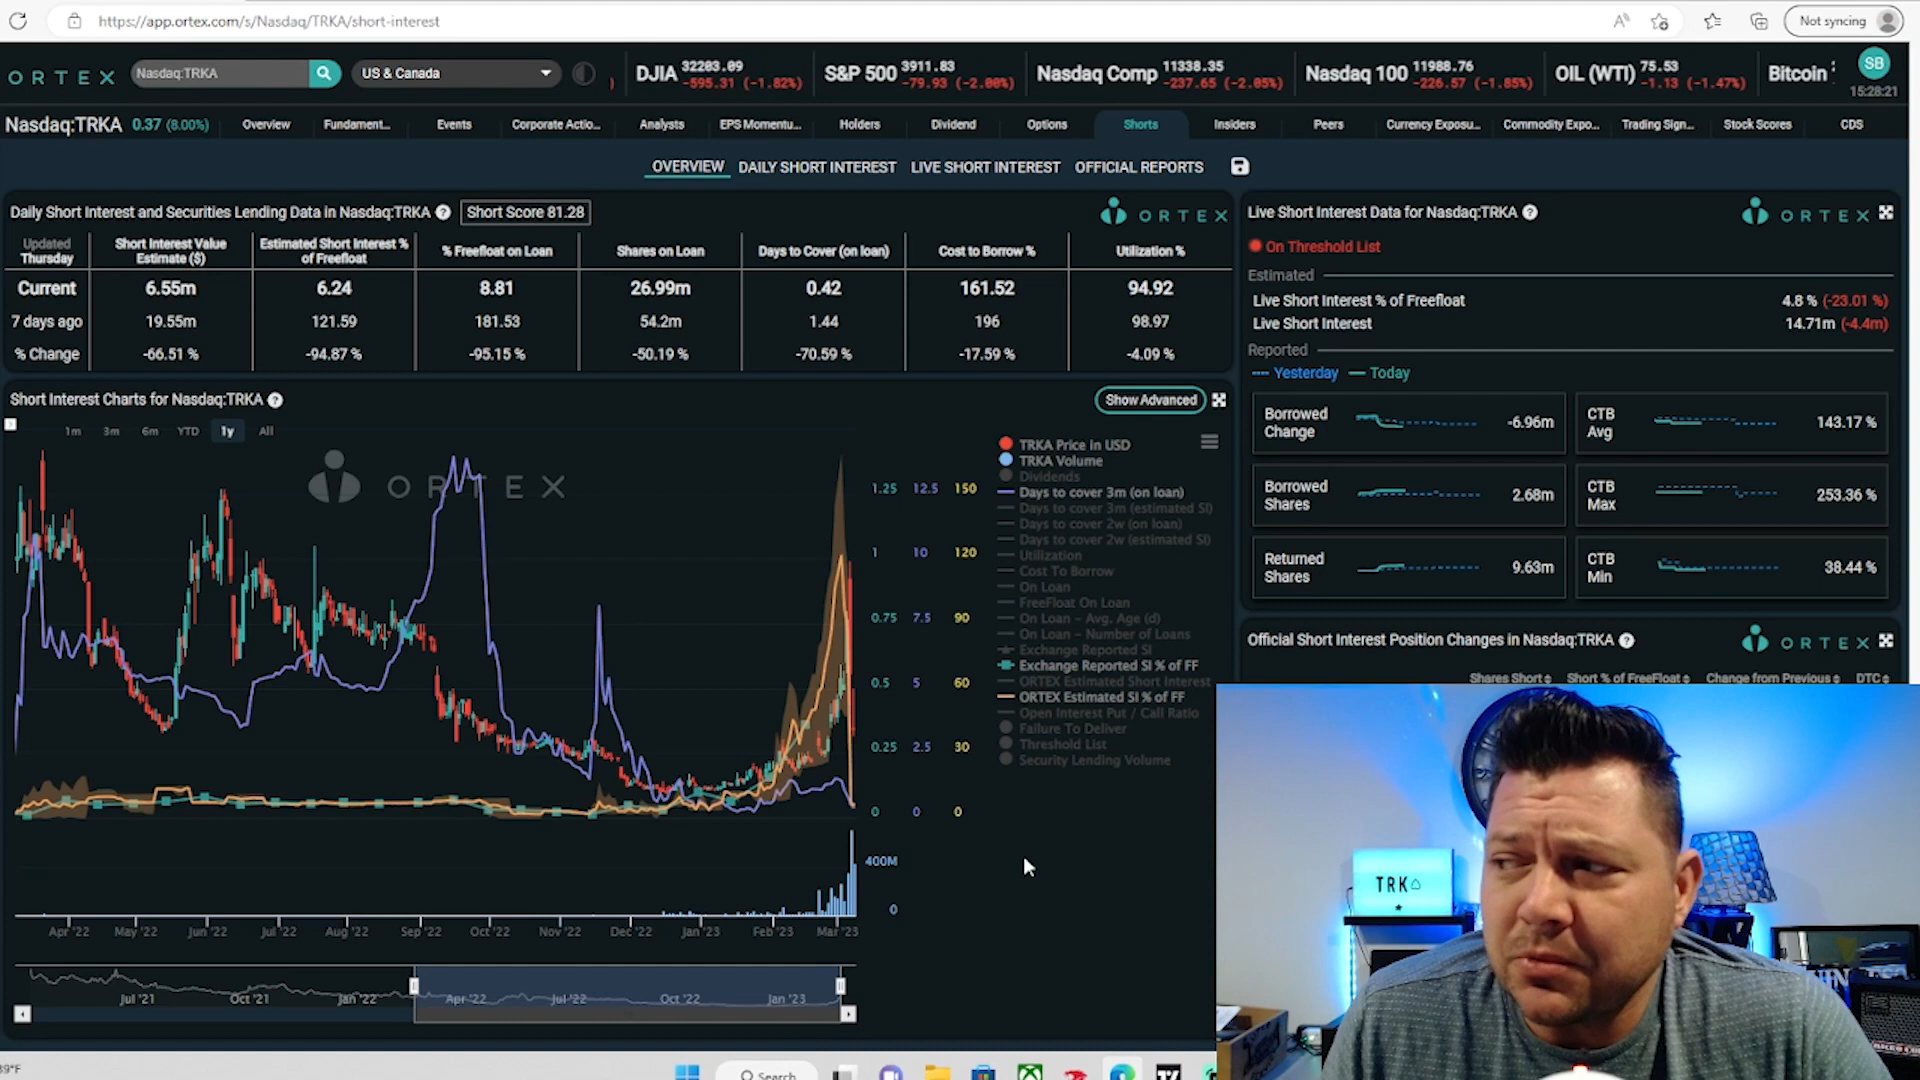 https://app.ortex.com/s/Nasdaq/TRKA/short-interest
Not syncing
ORTEX
Nasdaq:TRKA
US & Canada
DJIA 32203.09 -595.31 (-1.82%)
S&P 500 3911.83 -79.93 (-2.00%)
Nasdaq Comp 11338.35 -237.65 (-2.05%)
Nasdaq 100 11988.76 -226.57 (-1.85%)
OIL (WTI) 75.53 -1.13 (-1.47%)
Bitcoin
SB
15:28:21
Nasdaq:TRKA 0.37 (8.00%)
Overview Fundament... Events Corporate Actio... Analysts EPS Momentu... Holders Dividend Options Shorts Insiders Peers Currency Exposu... Commodity Expo... Trading Sign... Stock Scores CDS
OVERVIEW DAILY SHORT INTEREST LIVE SHORT INTEREST OFFICIAL REPORTS
Daily Short Interest and Securities Lending Data in Nasdaq:TRKA ? Short Score 81.28
ORTEX
Updated Thursday
Short Interest Value Estimate ($)
Estimated Short Interest % of Freefloat
% Freefloat on Loan
Shares on Loan
Days to Cover (on loan)
Cost to Borrow %
Utilization %
Current 6.55m 6.24 8.81 26.99m 0.42 161.52 94.92
7 days ago 19.55m 121.59 181.53 54.2m 1.44 196 98.97
% Change -66.51 % -94.87 % -95.15 % -50.19 % -70.59 % -17.59 % -4.09 %
Short Interest Charts for Nasdaq:TRKA ?
Show Advanced
1m 3m 6m YTD 1y All
ORTEX
1.25 12.5 150
1 10 120
0.75 7.5 90
0.5 5 60
0.25 2.5 30
0 0 0
400M
0
TRKA Price in USD
TRKA Volume
Dividends
Days to cover 3m (on loan)
Days to cover 3m (estimated SI)
Days to cover 2w (on loan)
Days to cover 2w (estimated SI)
Utilization
Cost To Borrow
On Loan
FreeFloat On Loan
On Loan - Avg. Age (d)
On Loan - Number of Loans
Exchange Reported SI
Exchange Reported SI % of FF
ORTEX Estimated Short Interest
ORTEX Estimated SI % of FF
Open Interest Put / Call Ratio
Failure To Deliver
Threshold List
Security Lending Volume
Apr '22 May '22 Jun '22 Jul '22 Aug '22 Sep '22 Oct '22 Nov '22 Dec '22 Jan '23 Feb '23 Mar '23
Jul '21 Oct '21 Jan '22 Apr '22 Jul '22 Oct '22 Jan '23
Live Short Interest Data for Nasdaq:TRKA ?
ORTEX
On Threshold List
Estimated
Live Short Interest % of Freefloat 4.8 % (-23.01 %)
Live Short Interest 14.71m (-4.4m)
Reported
Yesterday Today
Borrowed Change -6.96m
CTB Avg 143.17 %
Borrowed Shares 2.68m
CTB Max 253.36 %
Returned Shares 9.63m
CTB Min 38.44 %
Official Short Interest Position Changes in Nasdaq:TRKA ?
ORTEX
Shares Short Short % of FreeFloat Change from Previous DTC
TRK
Search